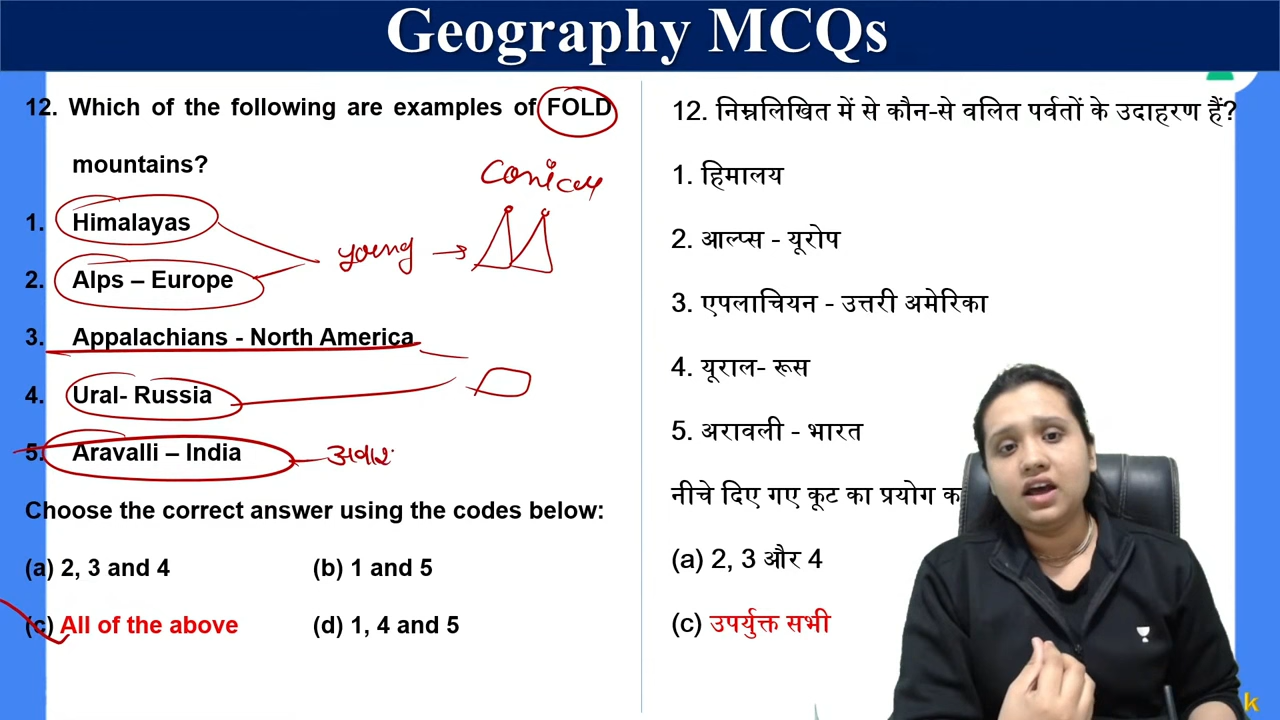 Geography MCQs
12. Which of the following are examples of FOLD
mountains?
1. Himalayas
2. Alps – Europe
3. Appalachians - North America
4. Ural- Russia
5. Aravalli – India
Choose the correct answer using the codes below:
(a) 2, 3 and 4 (b) 1 and 5
(c) All of the above (d) 1, 4 and 5
young
12. निम्नलिखित में से कौन-से वलित पर्वतों के उदाहरण हैं?
1. हिमालय
2. आल्प्स - यूरोप
3. एपलाचियन - उत्तरी अमेरिका
4. यूराल- रूस
5. अरावली - भारत
नीचे दिए गए कूट का प्रयोग क
(a) 2, 3 और 4
(c) उपर्युक्त सभी
k